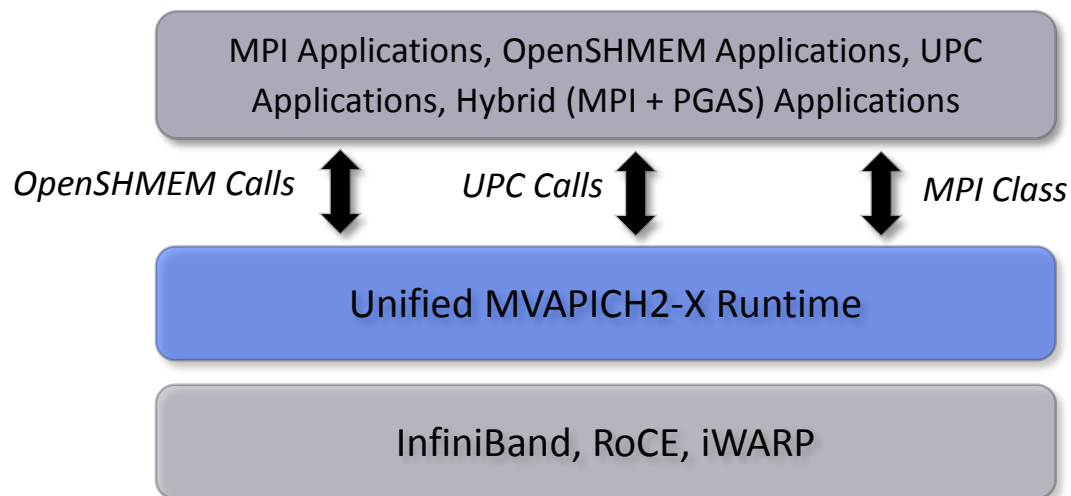 MPI Applications, OpenSHMEM Applications, UPC
Applications, Hybrid (MPI + PGAS) Applications
OpenSHMEM Calls
UPC Calls
MPI Class
Unified MVAPICH2-X Runtime
InfiniBand, RoCE, iWARP